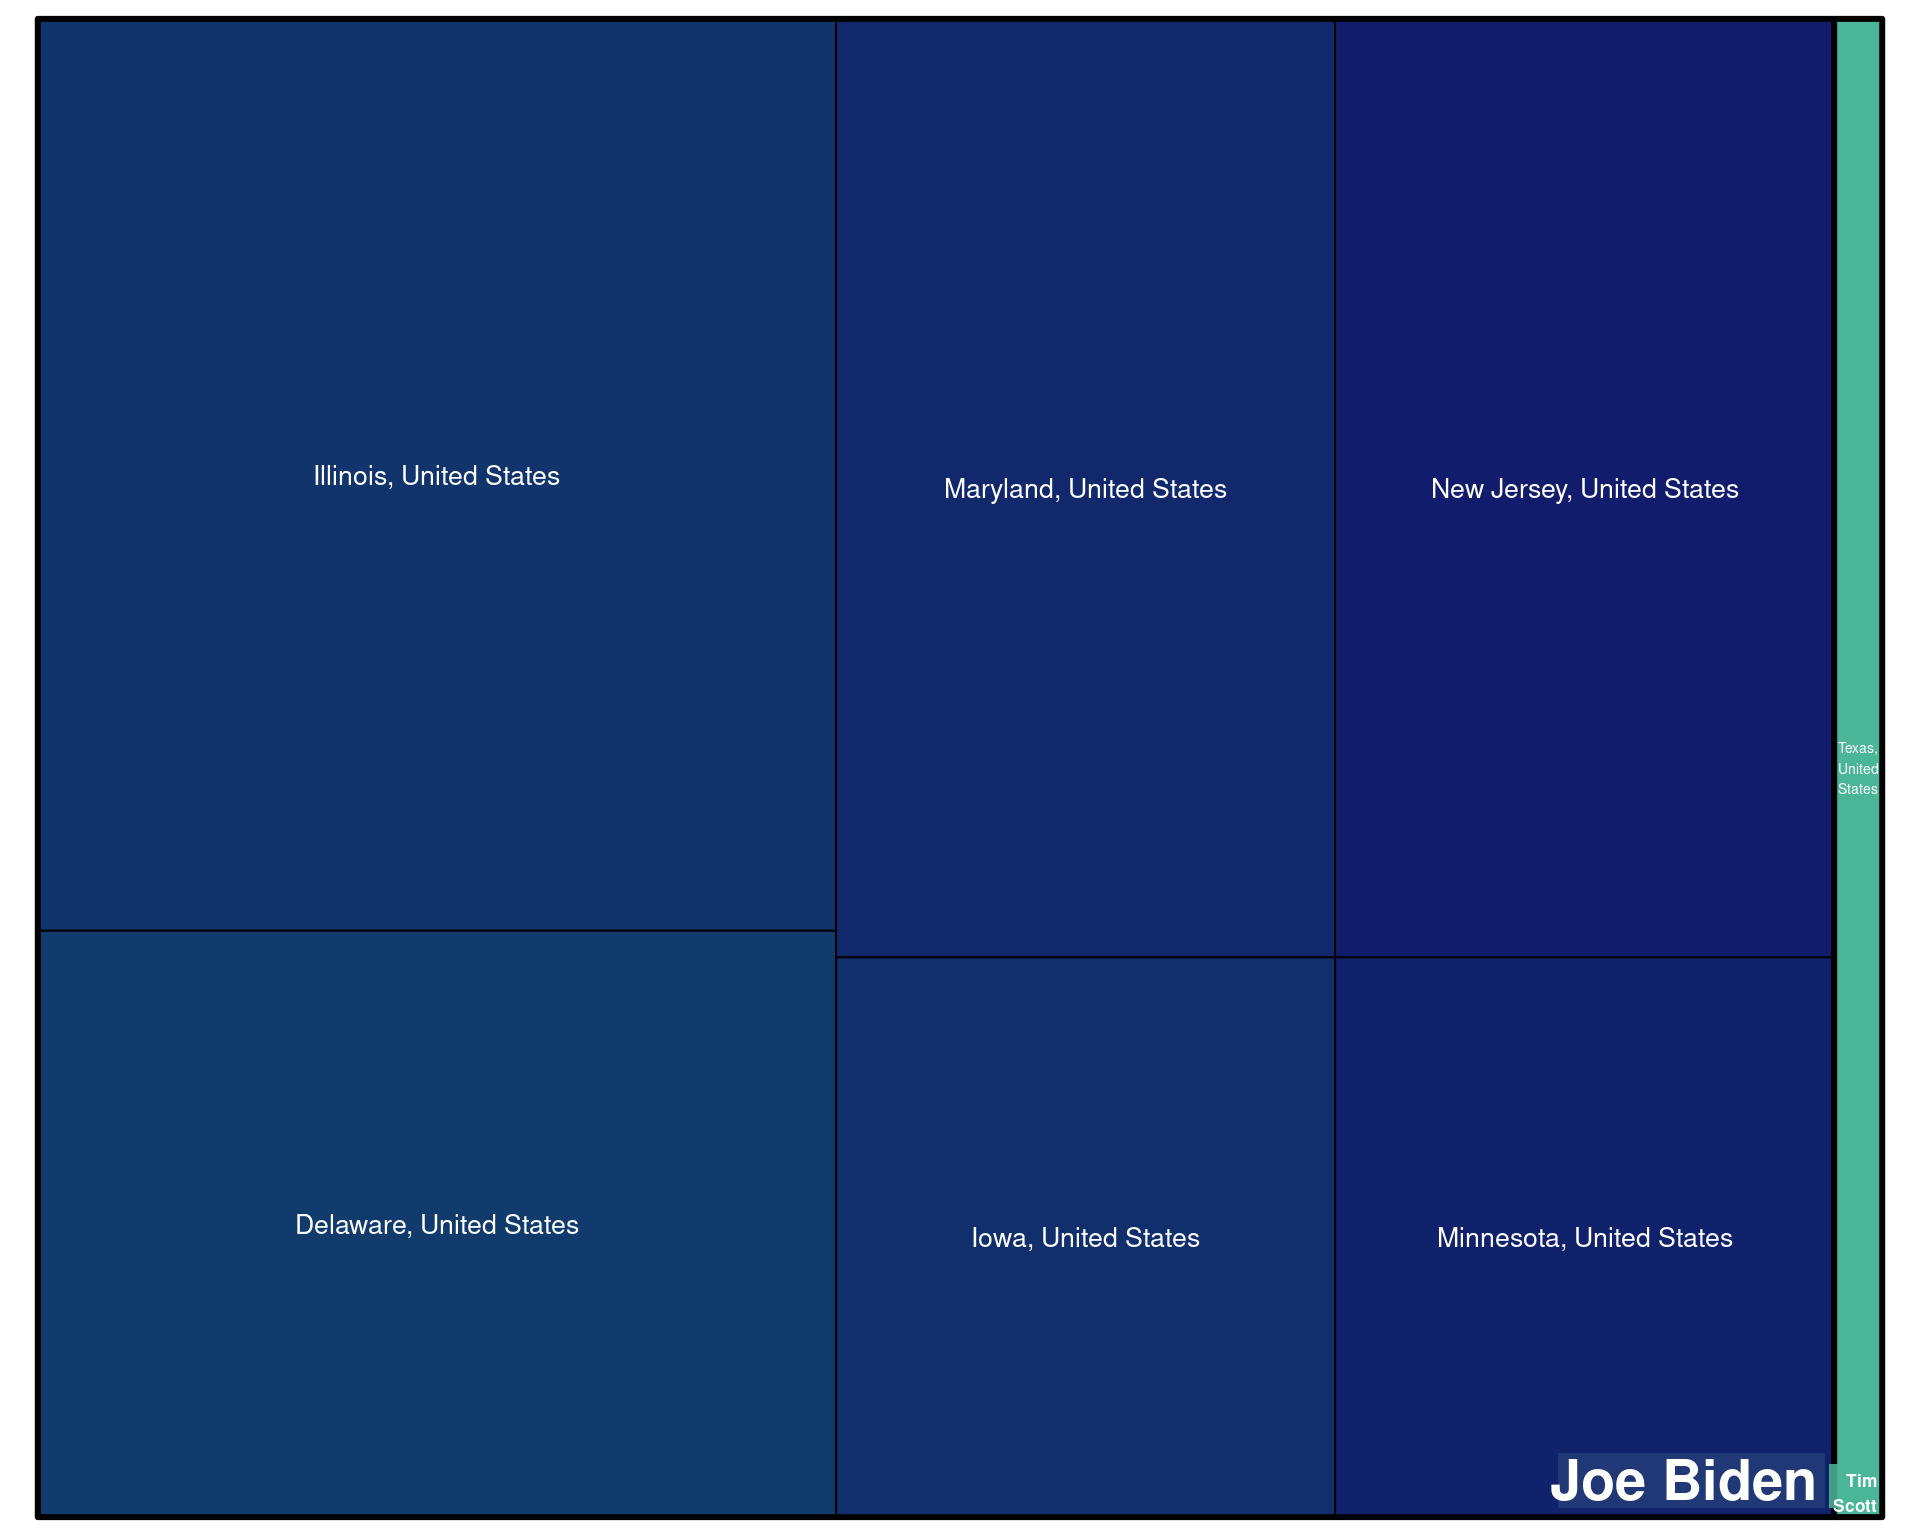 Illinois, United States
Maryland, United States
New Jersey, United States
Texas,
United
States
Delaware, United States
Iowa, United States
Minnesota, United States
Joe Biden
Tim
Scott